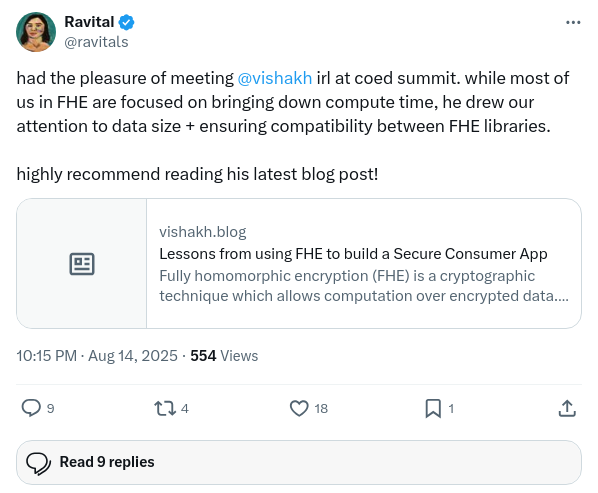 Ravital
@ravitals
had the pleasure of meeting @vishakh irl at coed summit. while most of
us in FHE are focused on bringing down compute time, he drew our
attention to data size + ensuring compatibility between FHE libraries.
highly recommend reading his latest blog post!
vishakh.blog
Lessons from using FHE to build a Secure Consumer App
Fully homomorphic encryption (FHE) is a cryptographic
technique which allows computation over encrypted data....
10:15 PM · Aug 14, 2025 · 554 Views
9 4 18 1
Read 9 replies